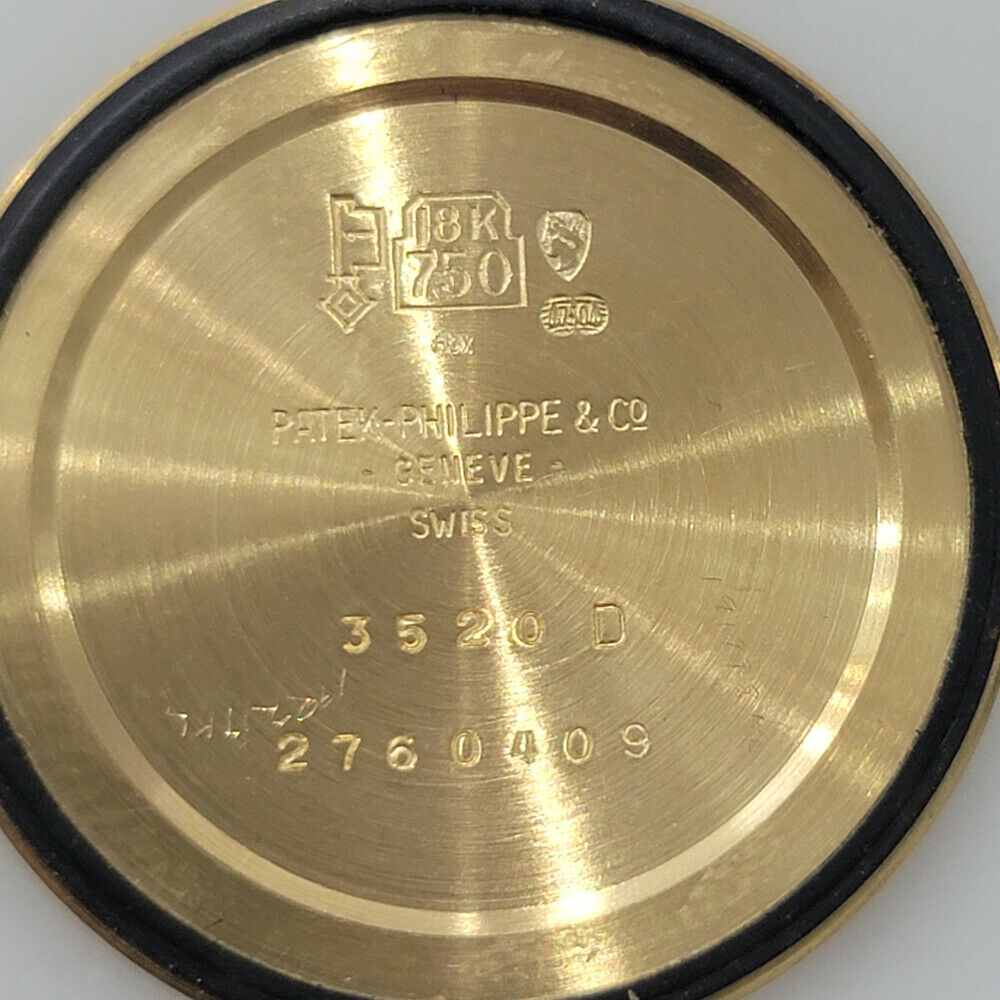 18K
750
PATEK-PHILIPPE & Co
- GENEVE -
SWISS
3520 D
2760409